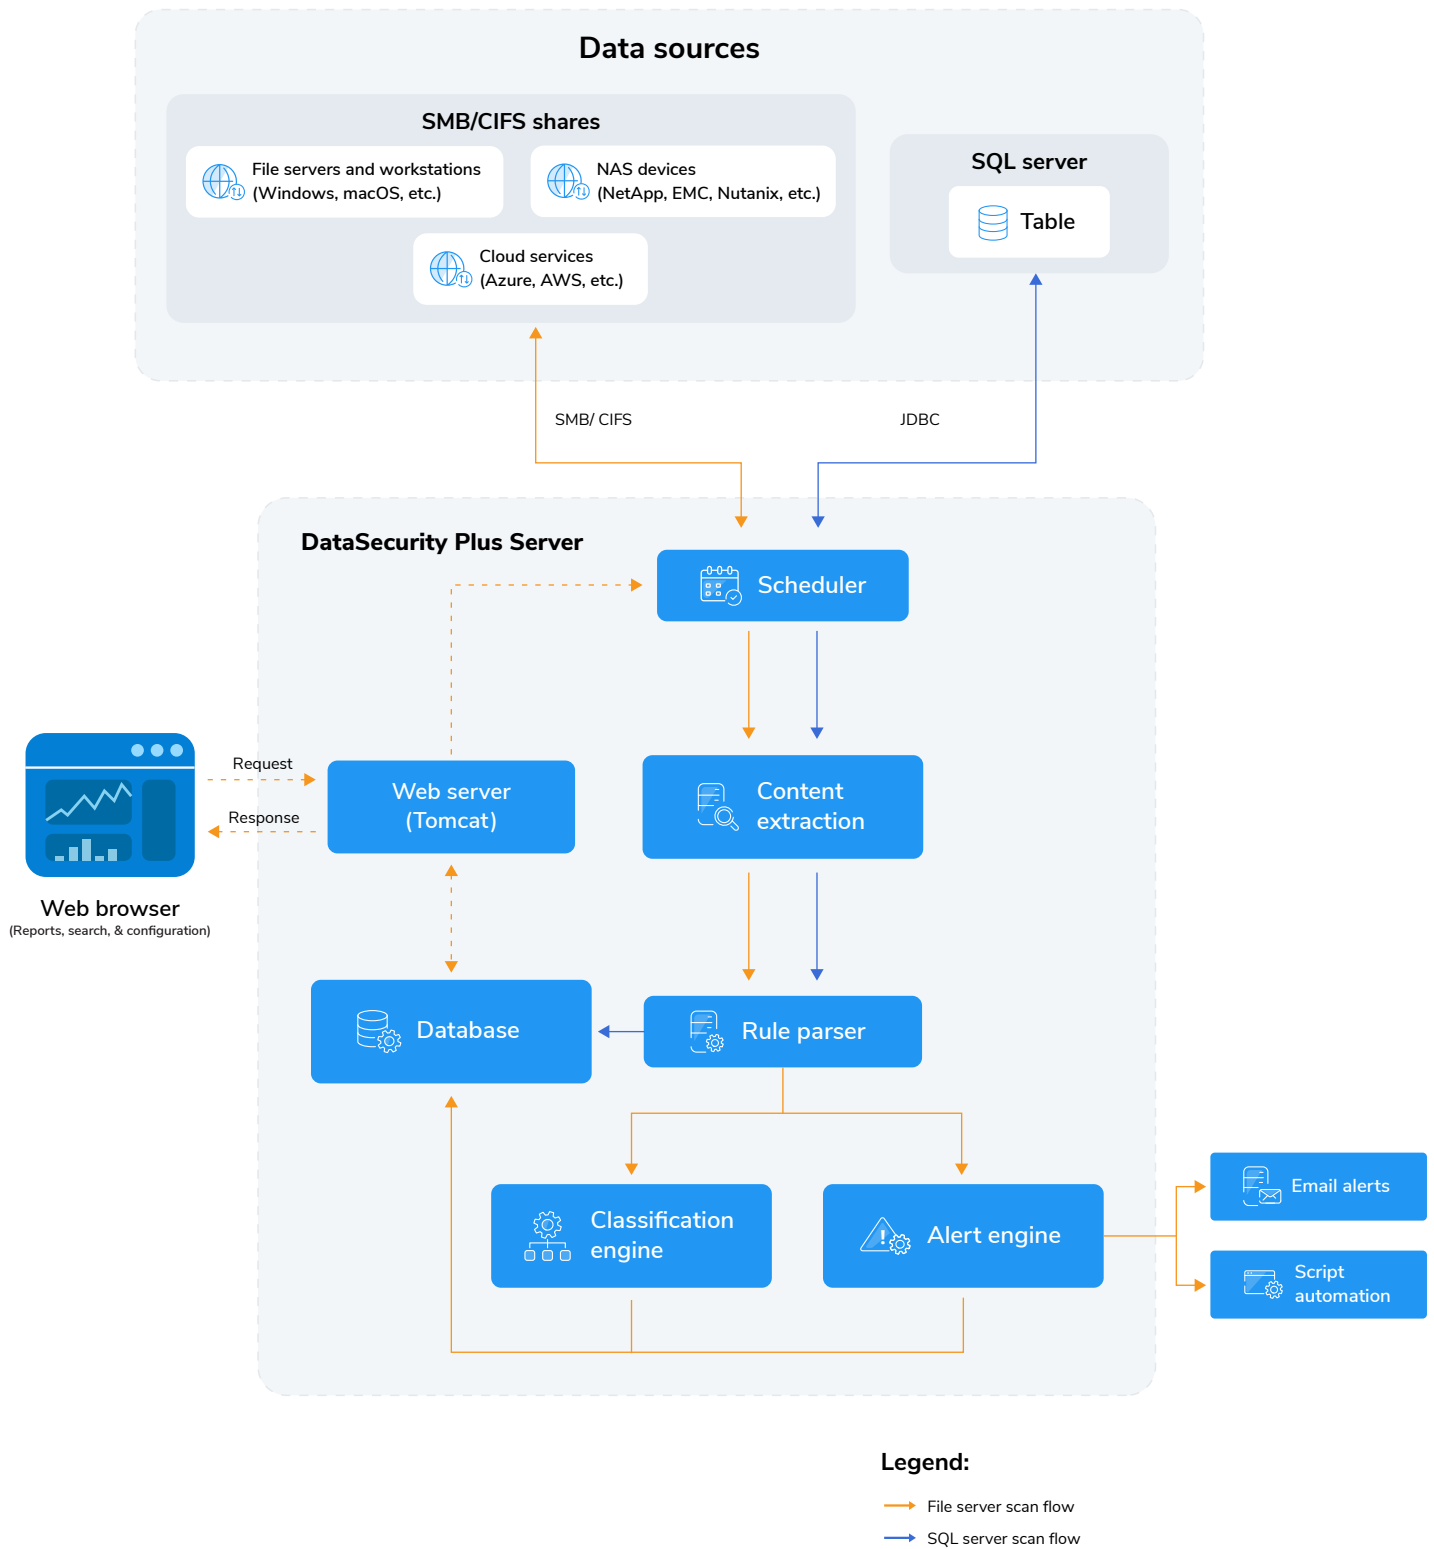 Data sources
SMB/CIFS shares
File servers and workstations
(Windows, macOS, etc.)
NAS devices
(NetApp, EMC, Nutanix, etc.)
Cloud services
(Azure, AWS, etc.)
SQL server
Table
SMB/ CIFS
JDBC
DataSecurity Plus Server
Scheduler
Request
Response
Web server
(Tomcat)
Content
extraction
Web browser
(Reports, search, & configuration)
Database
Rule parser
Classification
engine
Alert engine
Email alerts
Script
automation
Legend:
File server scan flow
SQL server scan flow